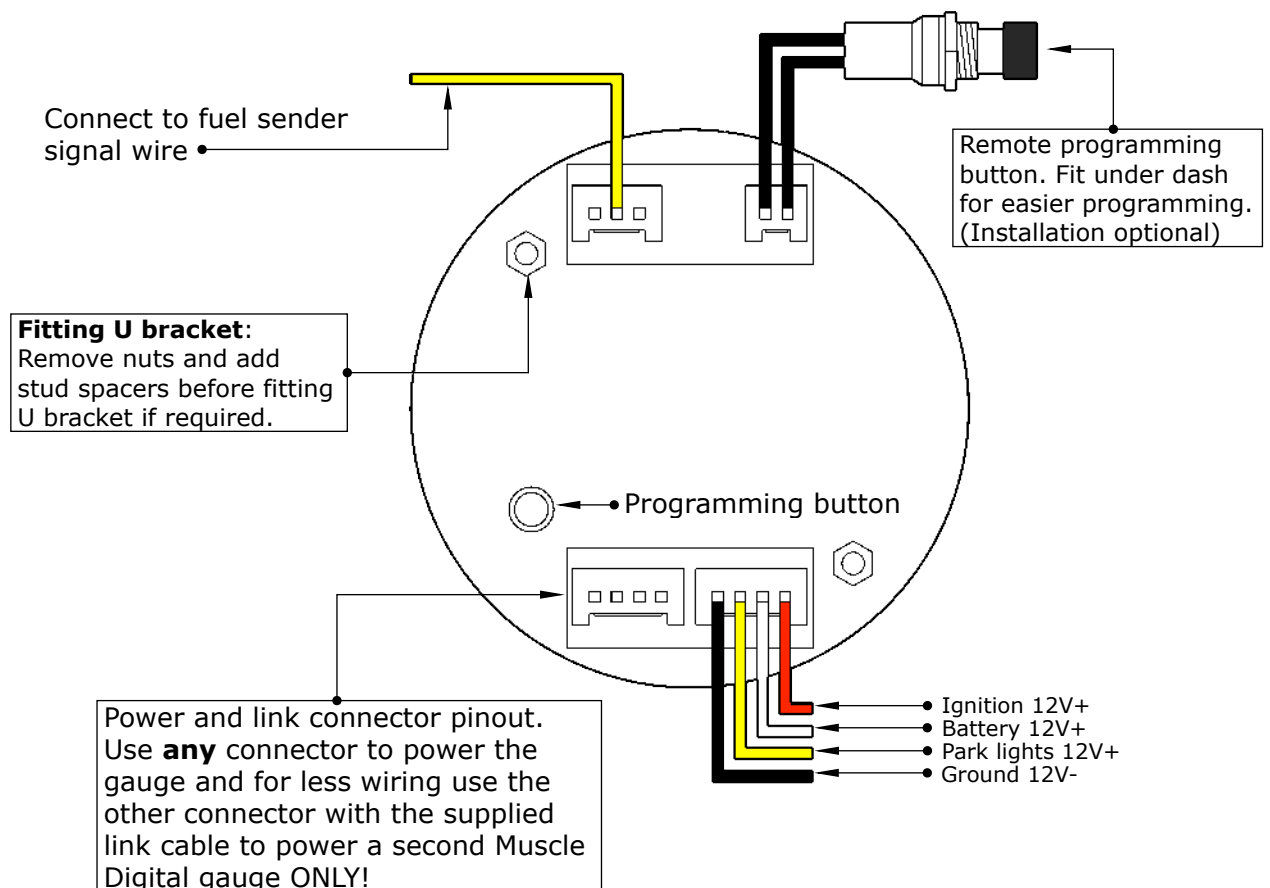 Connect to fuel sender
signal wire
Remote programming
button. Fit under dash
for easier programming.
(Installation optional)
Fitting U bracket:
Remove nuts and add
stud spacers before fitting
U bracket if required.
Programming button
Ignition 12V+
Battery 12V+
Park lights 12V+
Ground 12V-
Power and link connector pinout.
Use any connector to power the
gauge and for less wiring use the
other connector with the supplied
link cable to power a second Muscle
Digital gauge ONLY!